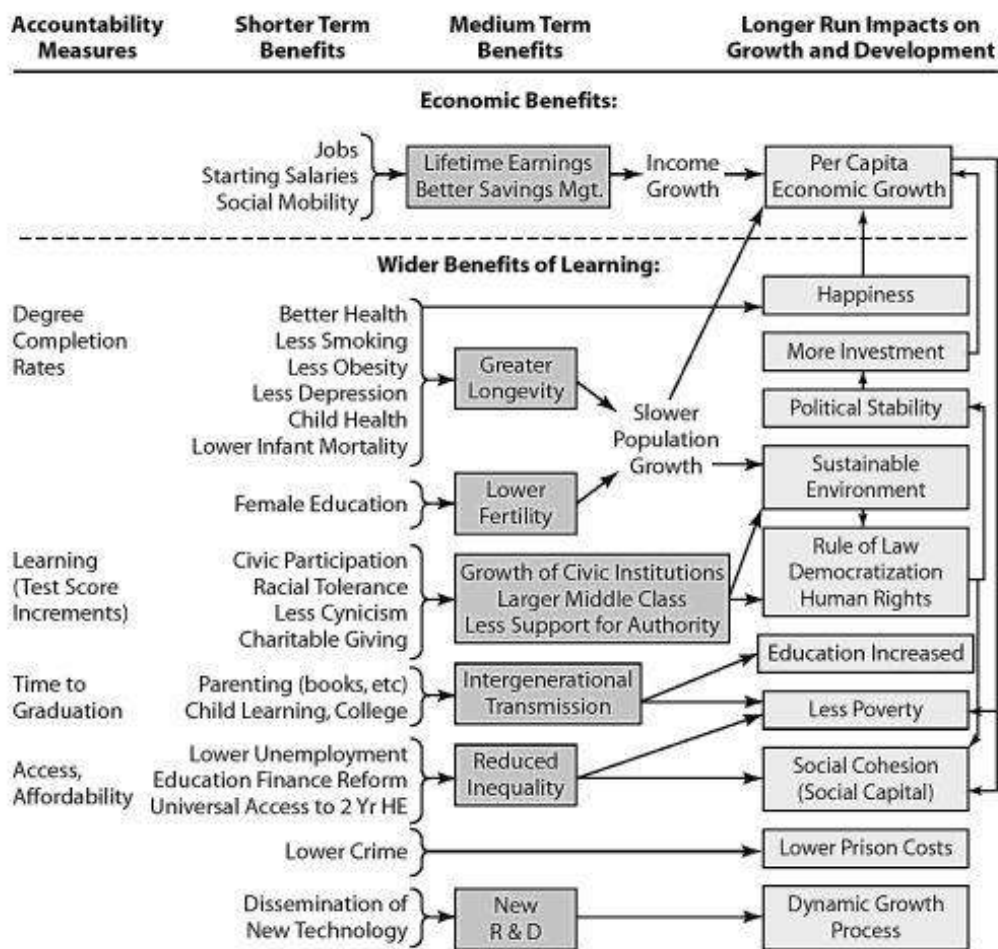 Accountability
Measures
Shorter Term
Benefits
Medium Term
Benefits
Longer Run Impacts on
Growth and Development
Economic Benefits:
Jobs
Starting Salaries
Social Mobility
Lifetime Earnings
Better Savings Mgt.
Income
Growth
Per Capita
Economic Growth
Wider Benefits of Learning:
Degree
Completion
Rates
Better Health
Less Smoking
Less Obesity
Less Depression
Child Health
Lower Infant Mortality
Greater
Longevity
Slower
Population
Growth
Happiness
More Investment
Political Stability
Female Education
Lower
Fertility
Sustainable
Environment
Learning
(Test Score
Increments)
Civic Participation
Racial Tolerance
Less Cynicism
Charitable Giving
Growth of Civic Institutions
Larger Middle Class
Less Support for Authority
Rule of Law
Democratization
Human Rights
Education Increased
Time to
Graduation
Parenting (books, etc)
Child Learning, College
Intergenerational
Transmission
Less Poverty
Access,
Affordability
Lower Unemployment
Education Finance Reform
Universal Access to 2 Yr HE
Reduced
Inequality
Social Cohesion
(Social Capital)
Lower Crime
Lower Prison Costs
Dissemination of
New Technology
New
R & D
Dynamic Growth
Process